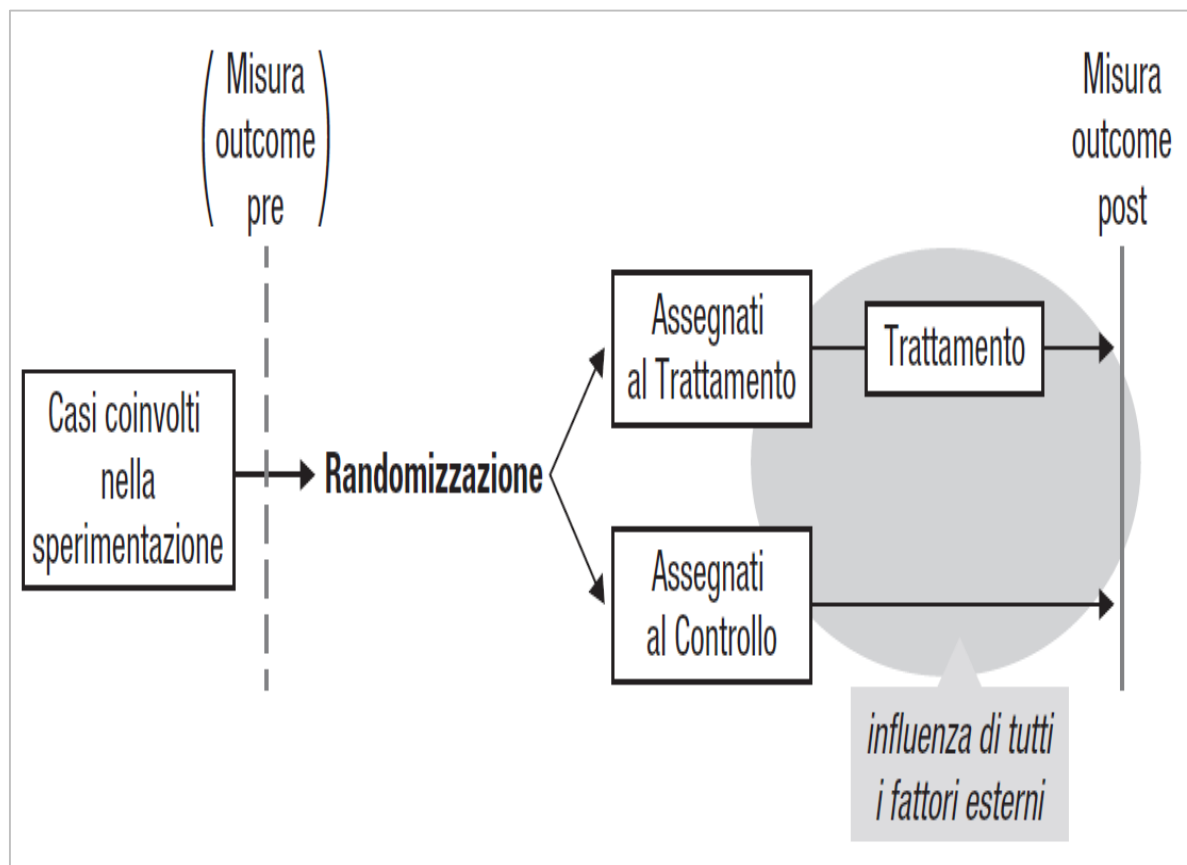 Misura
outcome
pre
Misura
outcome
post
Casi coinvolti
nella
sperimentazione
Randomizzazione
Assegnati
al Trattamento
Trattamento
Assegnati
al Controllo
influenza di tutti
i fattori esterni